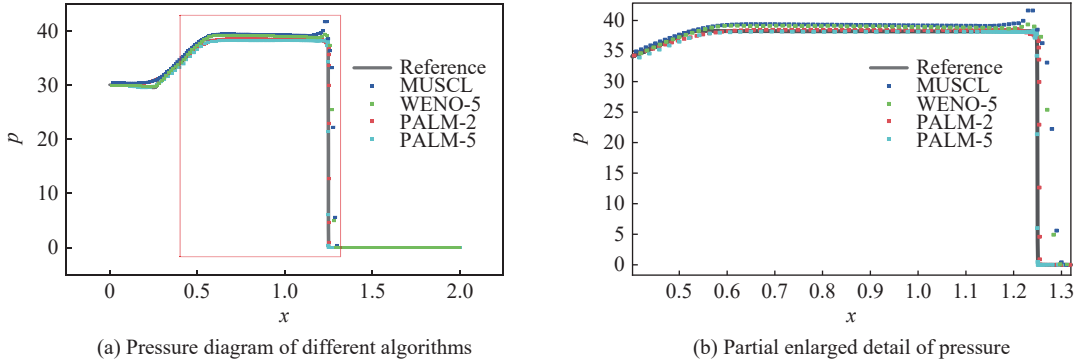 40
30
30
10
0
p
Reference
MUSCL
WENO-5
PALM-2
PALM-5
0
0.5
1.0
1.5
2.0
x
(a) Pressure diagram of different algorithms
40
35
30
25
20
15
10
5
0
p
Reference
MUSCL
WENO-5
PALM-2
PALM-5
0.5
0.6
0.7
0.8
0.9
1.0
1.1
1.2
1.3
x
(b) Partial enlarged detail of pressure